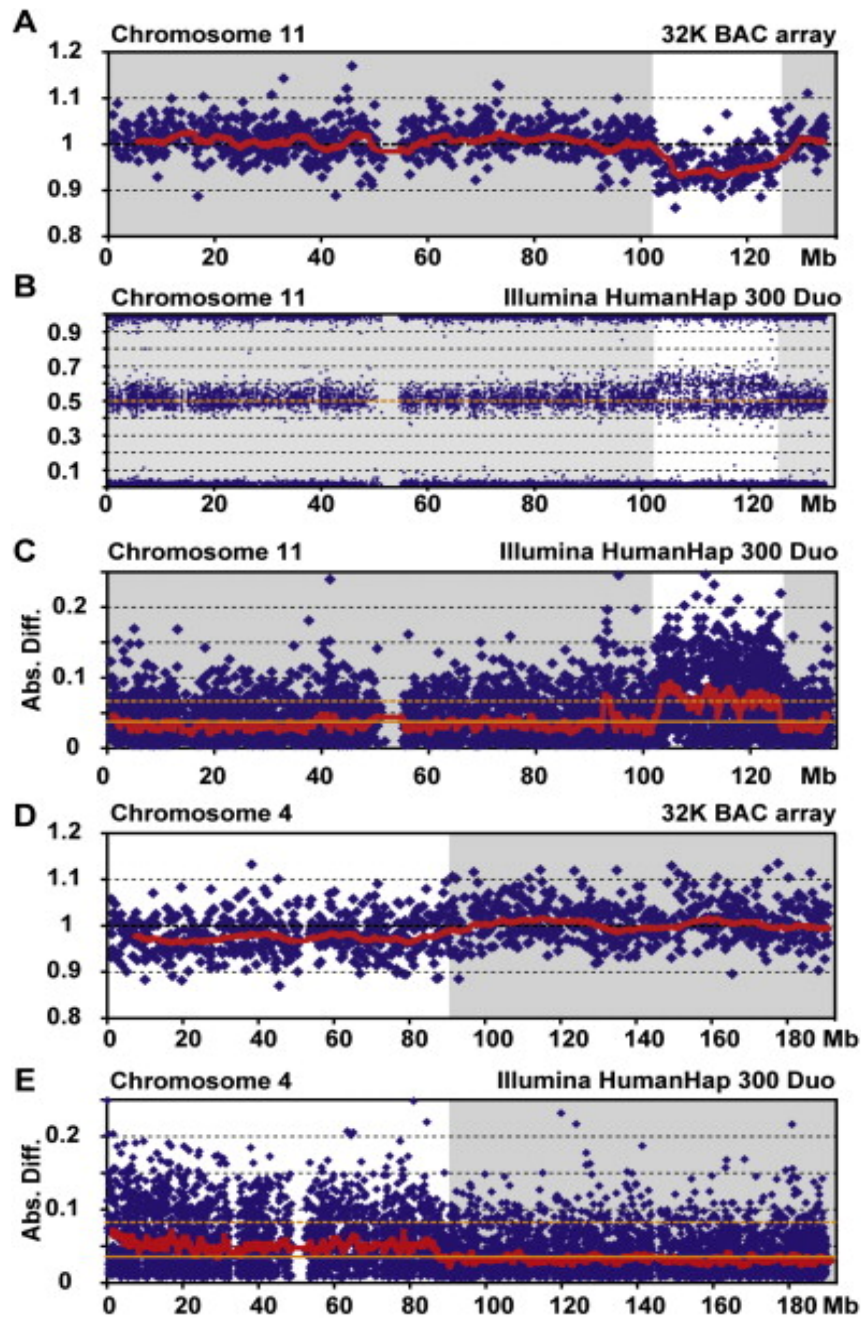 A
Chromosome 11 32K BAC array
1.2
1.1
1
0.9
0.8
0 20 40 60 80 100 120 Mb
B
Chromosome 11 Illumina HumanHap 300 Duo
0.9
0.7
0.5
0.3
0.1
0 20 40 60 80 100 120 Mb
C
Chromosome 11 Illumina HumanHap 300 Duo
Abs. Diff.
0.2
0.1
0
0 20 40 60 80 100 120 Mb
D
Chromosome 4 32K BAC array
1.2
1.1
1
0.9
0.8
0 20 40 60 80 100 120 140 160 180 Mb
E
Chromosome 4 Illumina HumanHap 300 Duo
Abs. Diff.
0.2
0.1
0
0 20 40 60 80 100 120 140 160 180 Mb